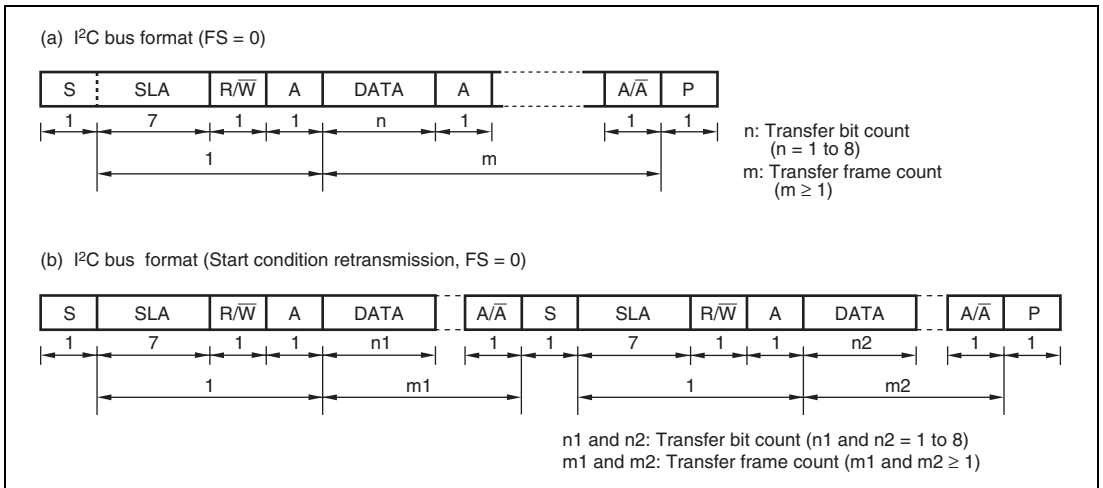 (a) I²C bus format (FS = 0)
S SLA R/W̅ A DATA A A/A̅ P
1 7 1 1 n 1 1 1
1 m
n: Transfer bit count
(n = 1 to 8)
m: Transfer frame count
(m ≥ 1)
(b) I²C bus format (Start condition retransmission, FS = 0)
S SLA R/W̅ A DATA A/A̅ S SLA R/W̅ A DATA A/A̅ P
1 7 1 1 n1 1 1 7 1 1 n2 1 1
1 m1 1 m2
n1 and n2: Transfer bit count (n1 and n2 = 1 to 8)
m1 and m2: Transfer frame count (m1 and m2 ≥ 1)